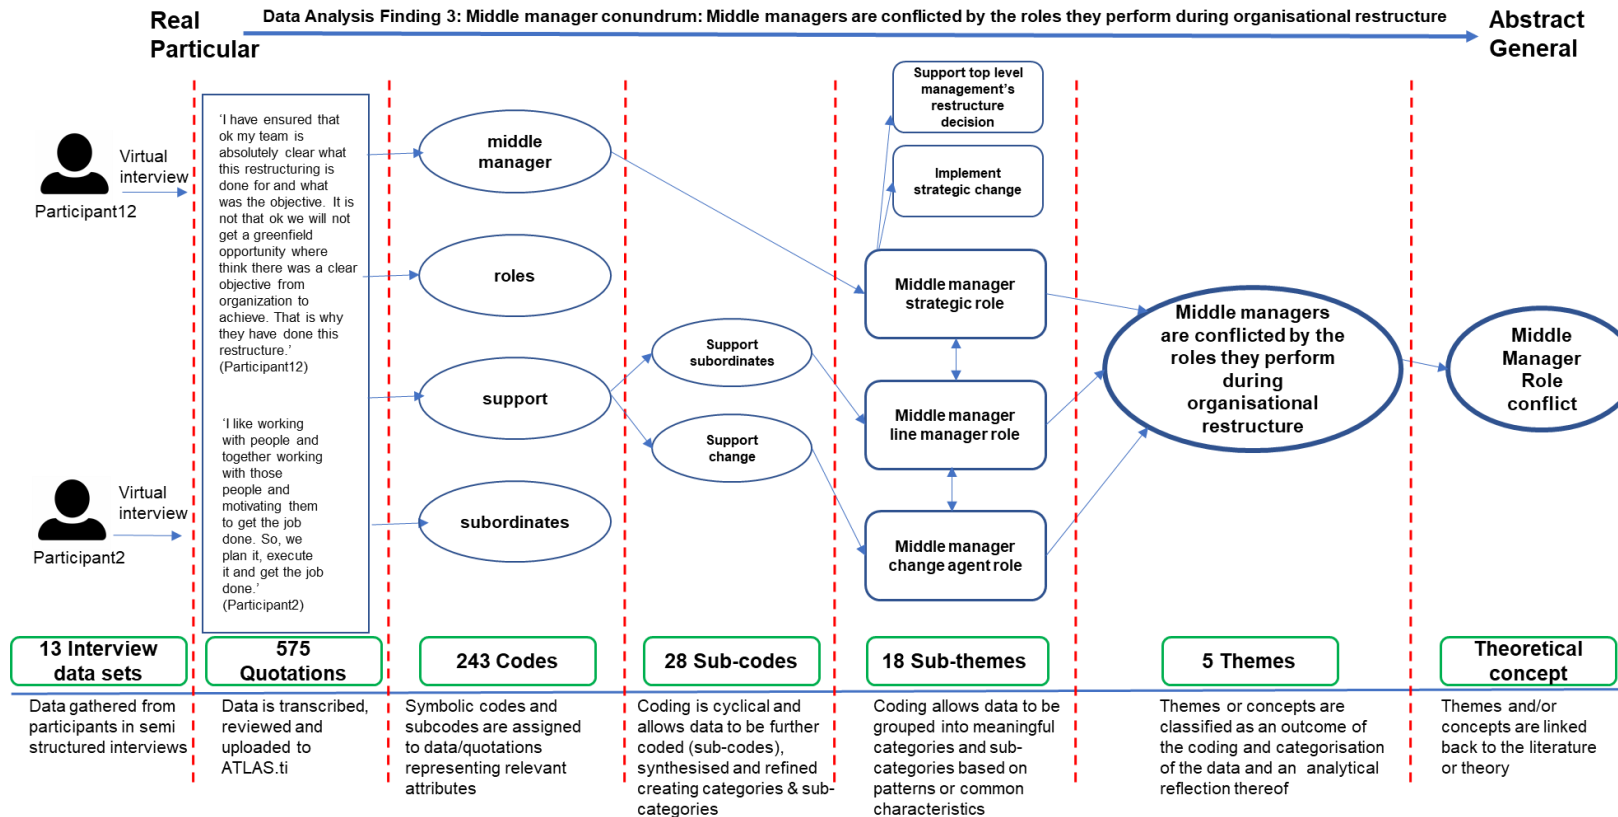 Data Analysis Finding 3: Middle manager conundrum: Middle managers are conflicted by the roles they perform during organisational restructure
Real
Particular
Abstract
General
Virtual
interview
Participant12
Virtual
interview
Participant2
‘I have ensured that
ok my team is
absolutely clear what
this restructuring is
done for and what
was the objective. It is
not that ok we will not
get a greenfield
opportunity where
think there was a clear
objective from
organization to
achieve. That is why
they have done this
restructure.’
(Participant12)
‘I like working
with people and
together working
with those
people and
motivating them
to get the job
done. So, we
plan it, execute
it and get the job
done.’
(Participant2)
middle
manager
roles
support
subordinates
Support
subordinates
Support
change
Support top level
management’s
restructure
decision
Implement
strategic change
Middle manager
strategic role
Middle manager
line manager role
Middle manager
change agent role
Middle managers
are conflicted by the
roles they perform
during
organisational
restructure
Middle
Manager
Role
conflict
13 Interview
data sets
575
Quotations
243 Codes
28 Sub-codes
18 Sub-themes
5 Themes
Theoretical
concept
Data gathered from
participants in semi
structured interviews
Data is transcribed,
reviewed and
uploaded to
ATLAS.ti
Symbolic codes and
subcodes are assigned
to data/quotations
representing relevant
attributes
Coding is cyclical and
allows data to be further
coded (sub-codes),
synthesised and refined
creating categories & sub-
categories
Coding allows data to be
grouped into meaningful
categories and sub-
categories based on
patterns or common
characteristics
Themes or concepts are
classified as an outcome of
the coding and categorisation
of the data and an analytical
reflection thereof
Themes and/or
concepts are linked
back to the literature
or theory